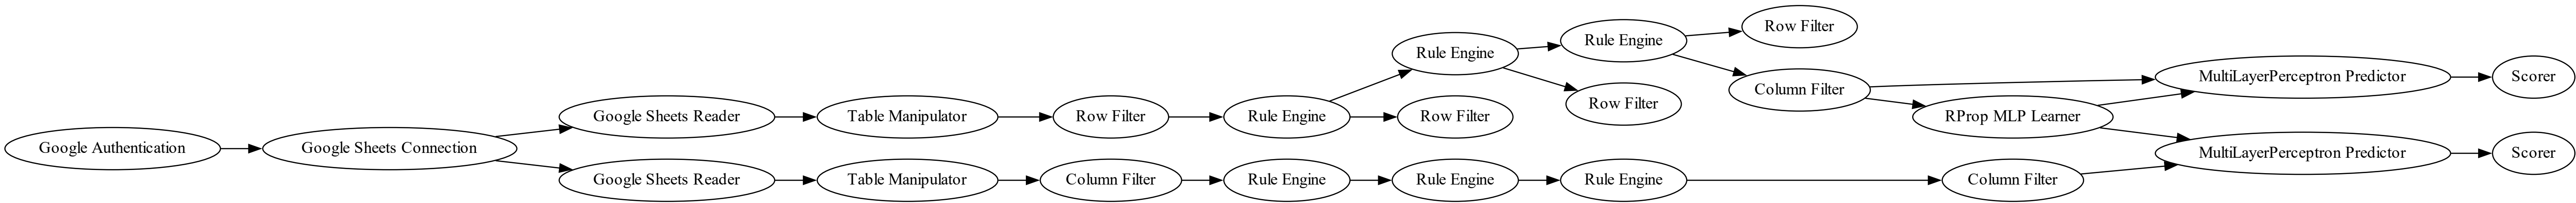 Google Authentication
Google Sheets Connection
Google Sheets Reader
Table Manipulator
Row Filter
Rule Engine
Rule Engine
Row Filter
Rule Engine
Row Filter
Row Filter
Column Filter
RProp MLP Learner
MultiLayerPerceptron Predictor
Scorer
Google Sheets Reader
Table Manipulator
Column Filter
Rule Engine
Rule Engine
Rule Engine
Column Filter
MultiLayerPerceptron Predictor
Scorer